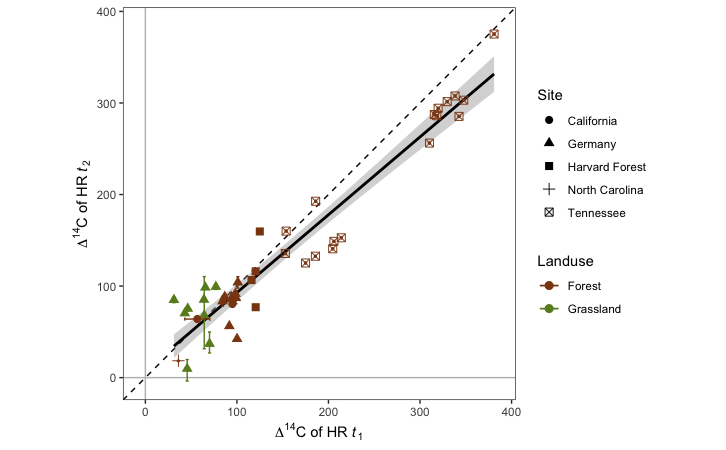 400
300
200
100
0
0 100 200 300 400
Δ¹⁴C of HR t₂
Δ¹⁴C of HR t₁
Site
California
Germany
Harvard Forest
North Carolina
Tennessee
Landuse
Forest
Grassland